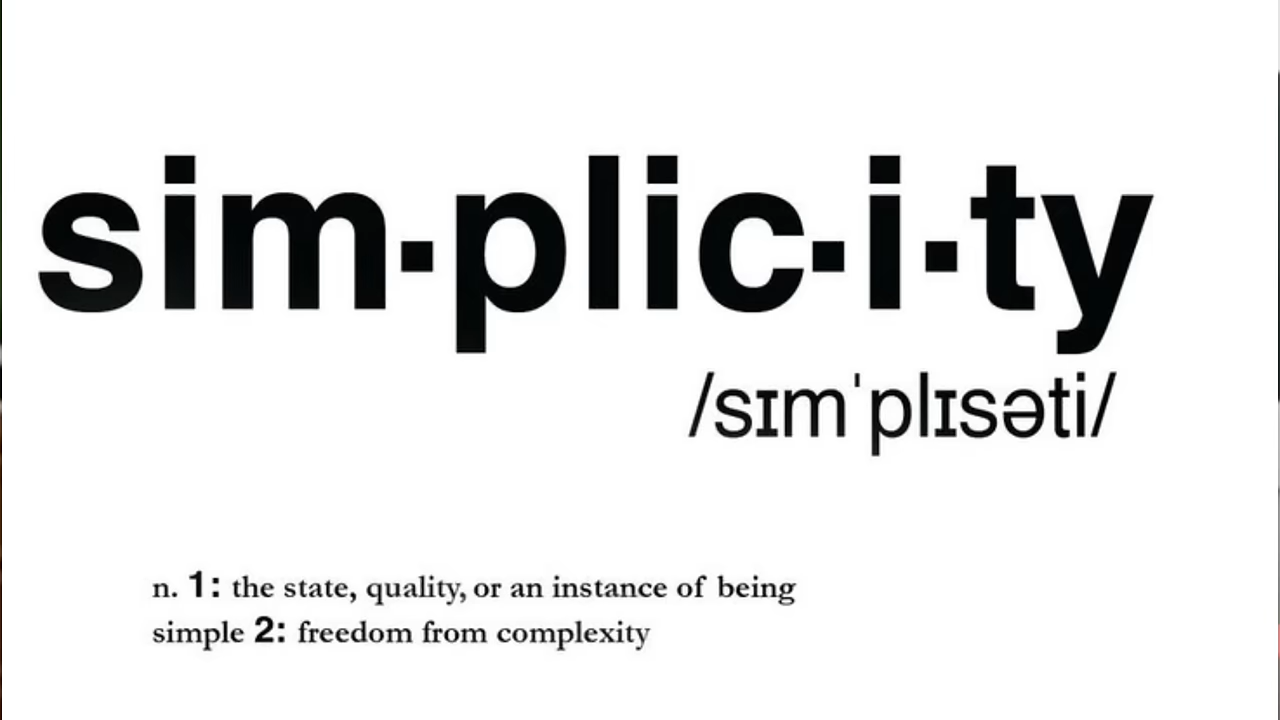 sim·plic·i·ty
/sɪmˈplɪsəti/
n. 1: the state, quality, or an instance of being
simple 2: freedom from complexity